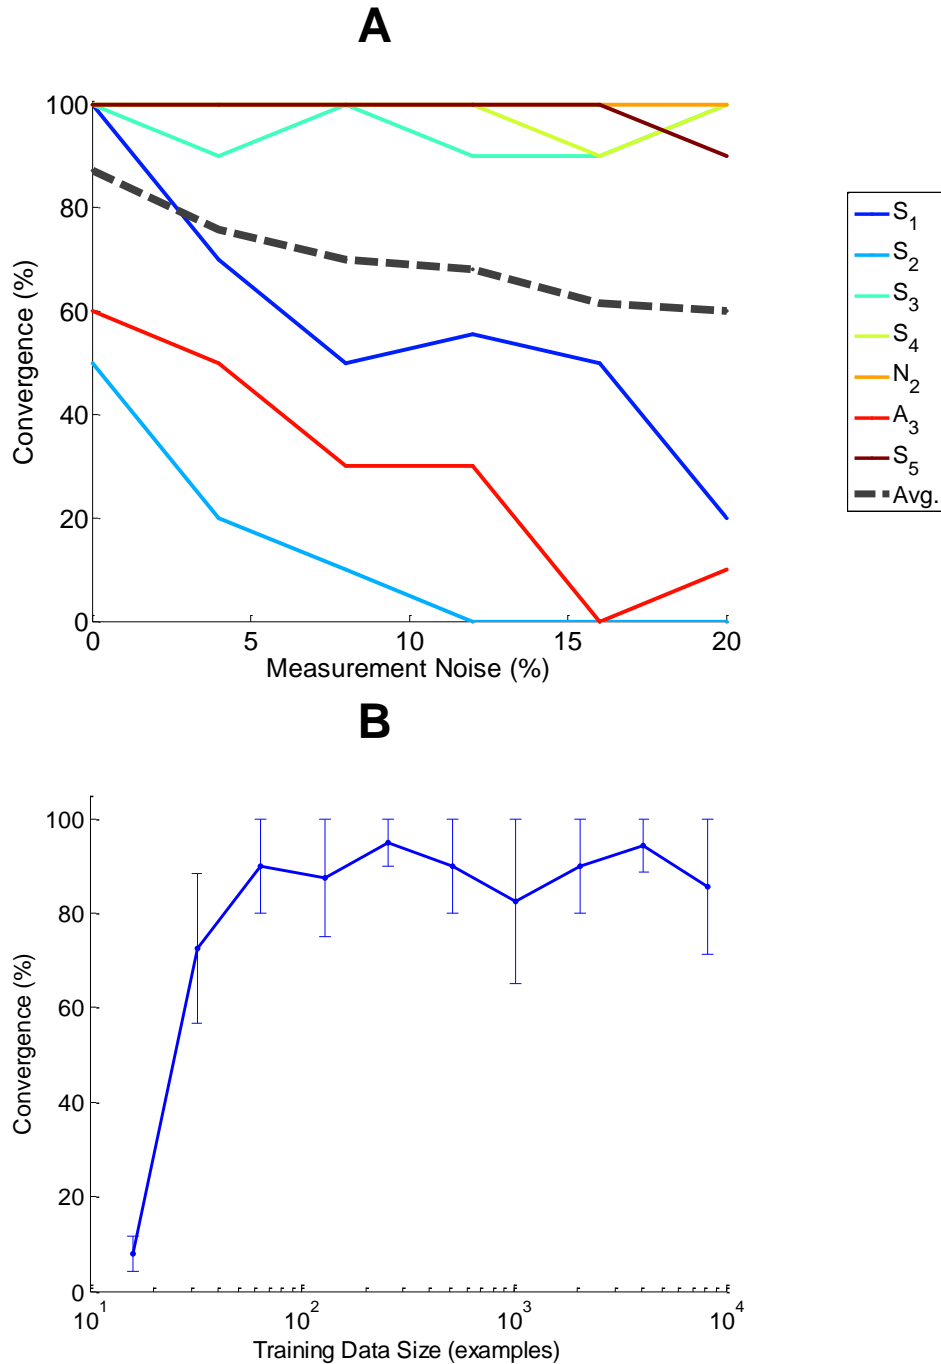 A
100
80
60
40
20
0
Convergence (%)
0 5 10 15 20
Measurement Noise (%)
S1
S2
S3
S4
N2
A3
S5
Avg.
B
100
80
60
40
20
0
Convergence (%)
10^1 10^2 10^3 10^4
Training Data Size (examples)